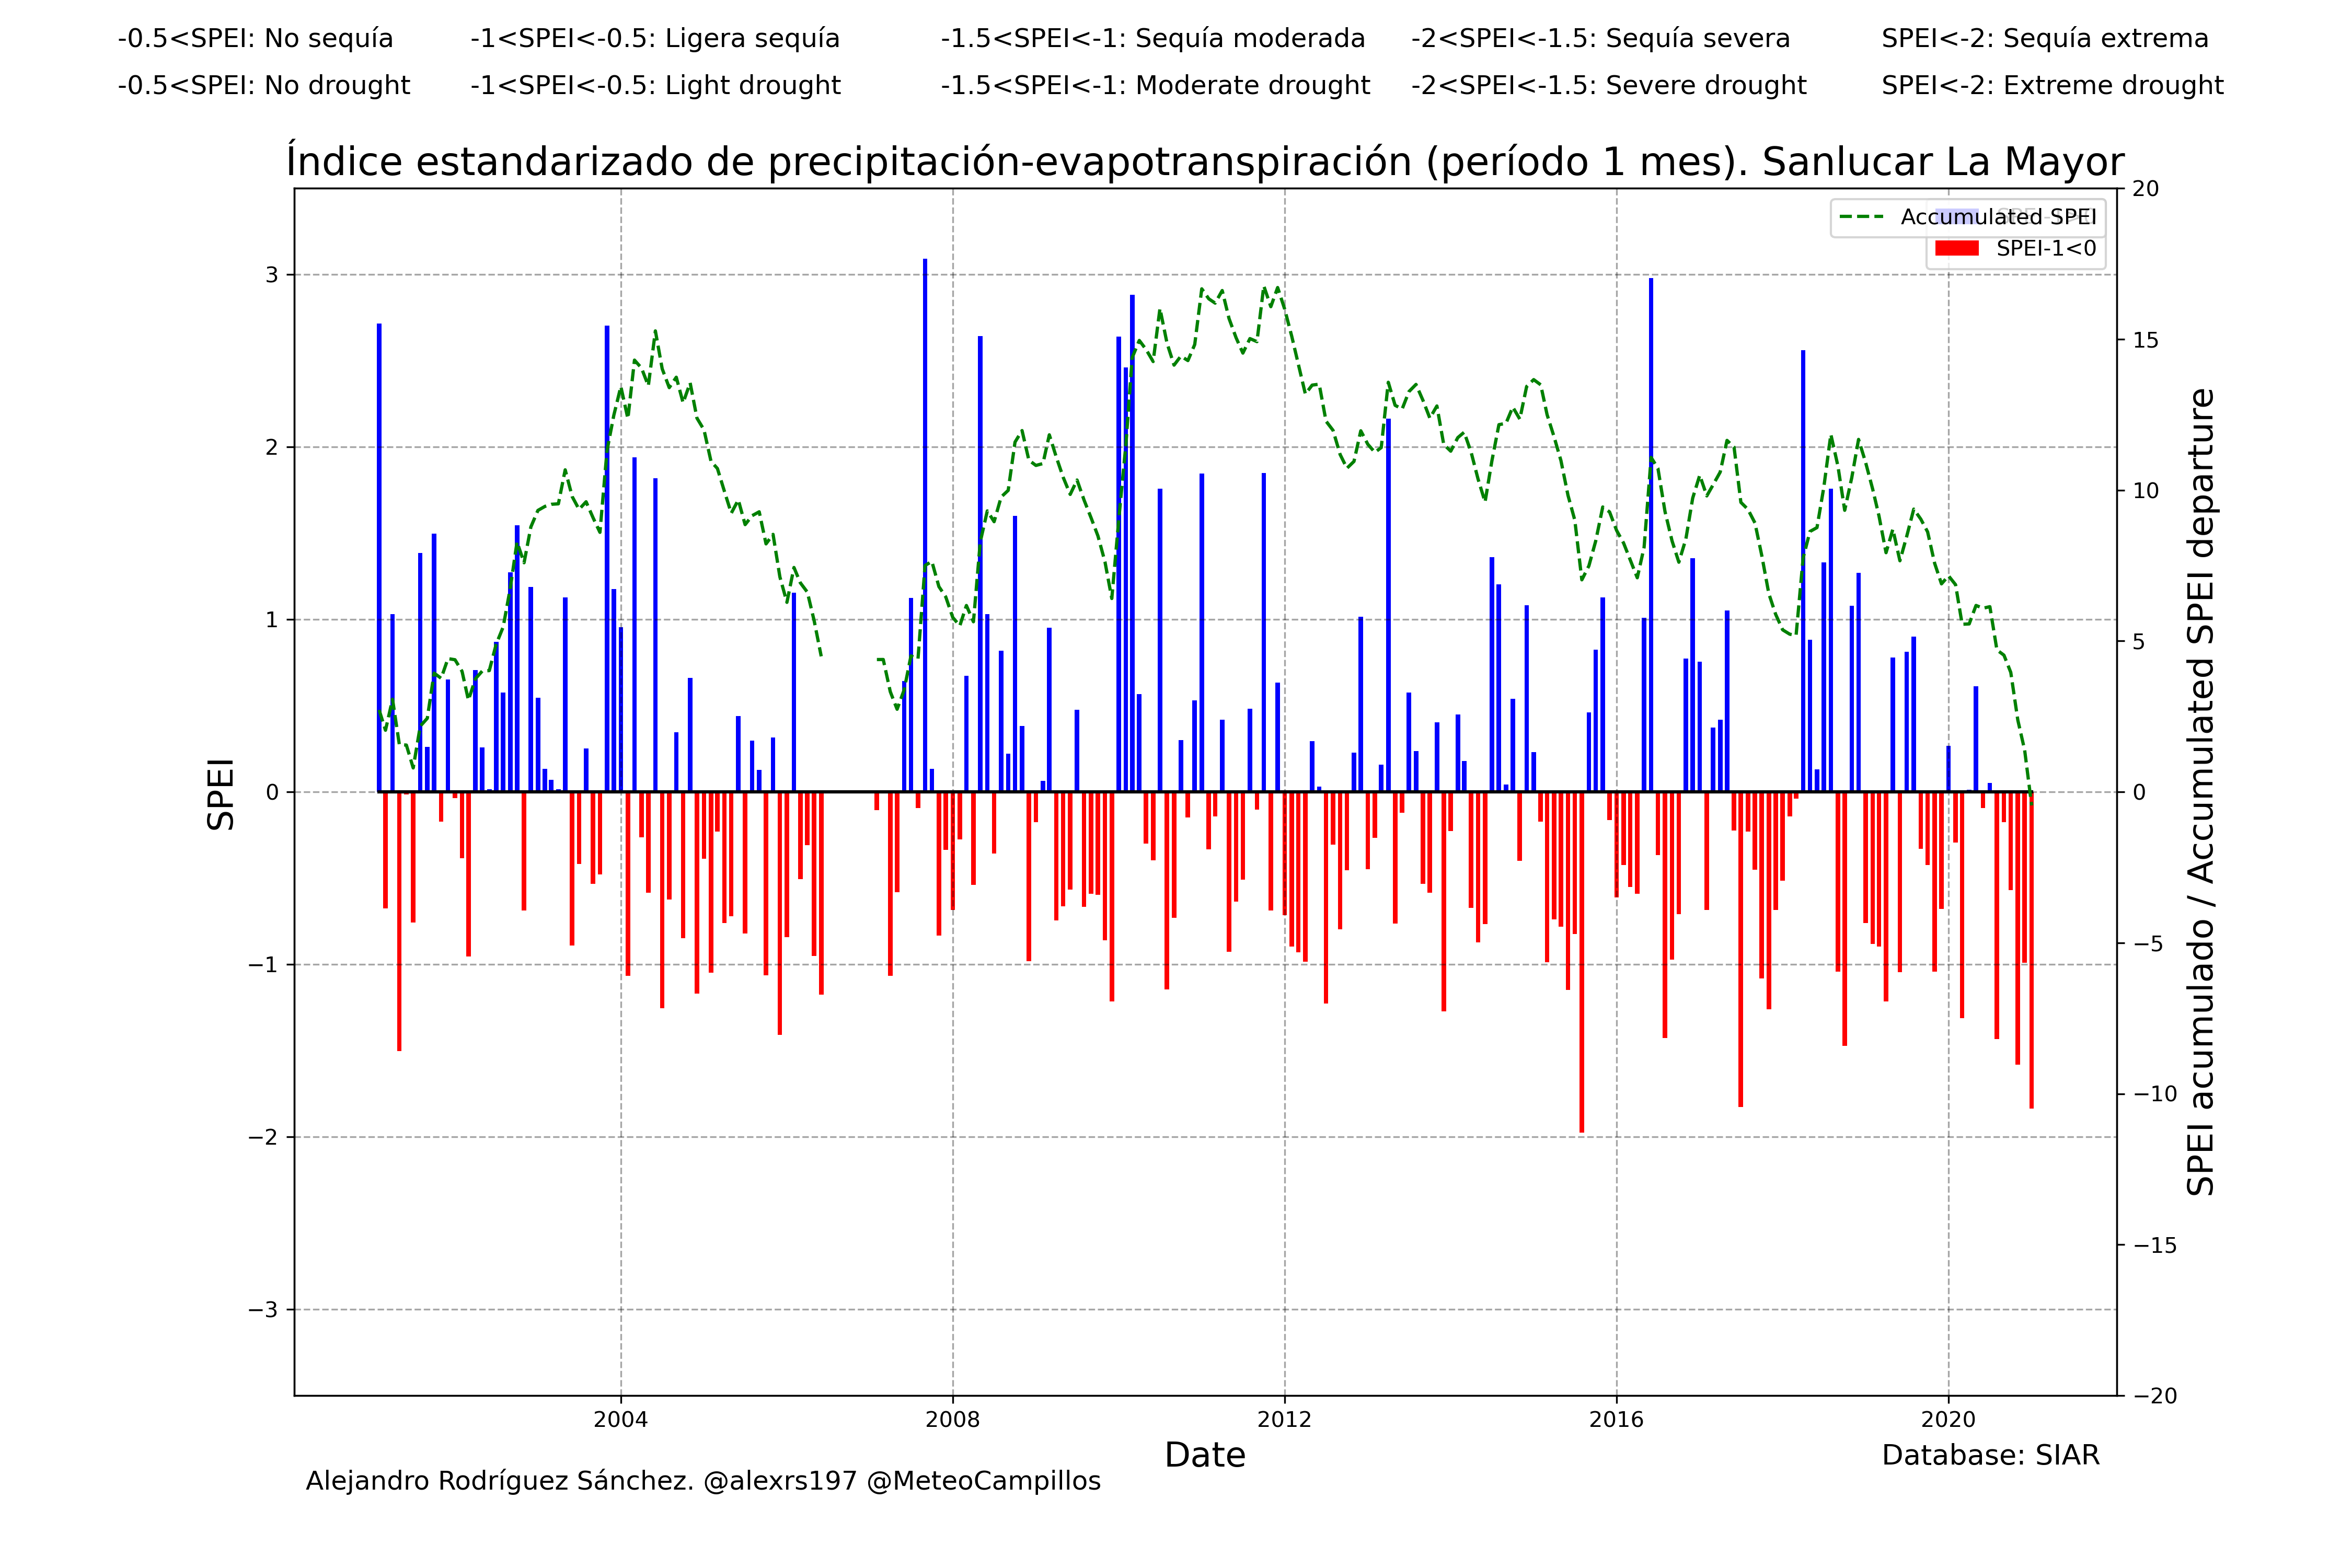 -0.5<SPEI: No sequía -1<SPEI<-0.5: Ligera sequía -1.5<SPEI<-1: Sequía moderada -2<SPEI<-1.5: Sequía severa SPEI<-2: Sequía extrema
-0.5<SPEI: No drought -1<SPEI<-0.5: Light drought -1.5<SPEI<-1: Moderate drought -2<SPEI<-1.5: Severe drought SPEI<-2: Extreme drought
Índice estandarizado de precipitación-evapotranspiración (período 1 mes). Sanlucar La Mayor
Accumulated SPEI
SPEI-1<0
SPEI
3
2
1
0
−1
−2
−3
20
15
10
5
0
−5
−10
−15
−20
SPEI acumulado / Accumulated SPEI departure
2004 2008 2012 2016 2020
Date
Database: SIAR
Alejandro Rodríguez Sánchez. @alexrs197 @MeteoCampillos